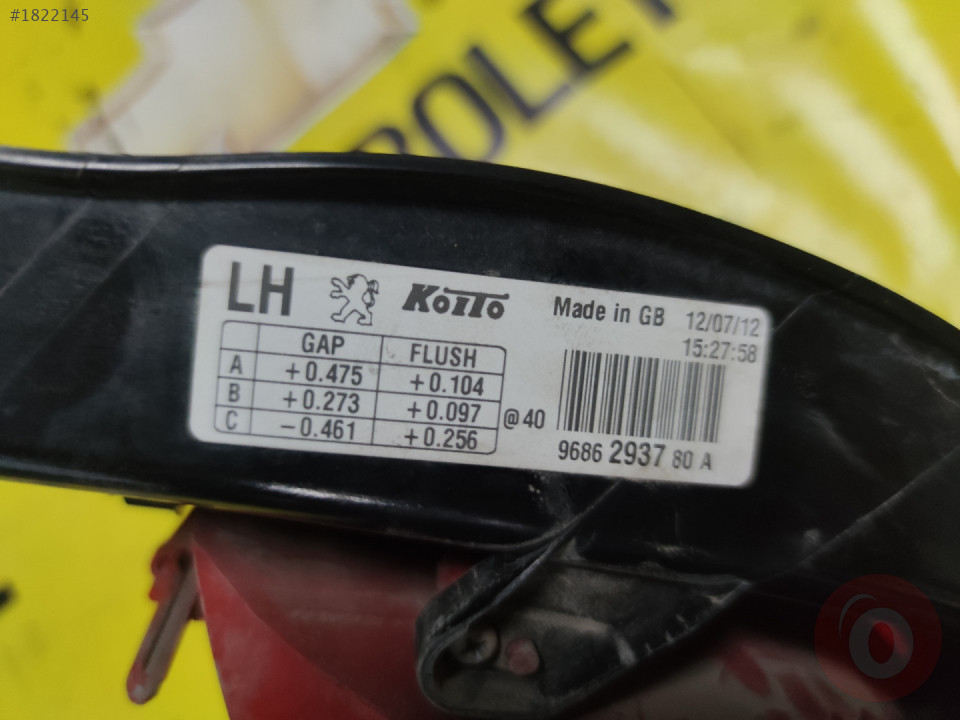 #1822145
ROLET
LH KOITO Made in GB 12/07/12
15:27:58
GAP FLUSH
A +0.475 +0.104
B +0.273 +0.097
C -0.461 +0.256
@40
9686 2937 80 A